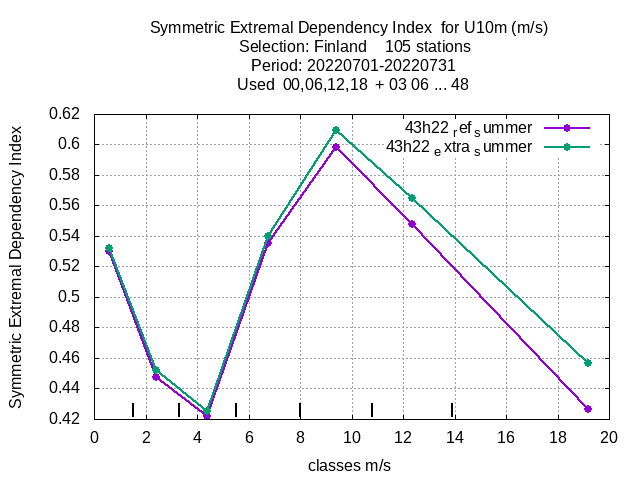 Symmetric Extremal Dependency Index for U10m (m/s)
Selection: Finland 105 stations
Period: 20220701-20220731
Used 00,06,12,18 + 03 06 ... 48
43h22 ref summer
43h22 extra summer
Symmetric Extremal Dependency Index
0.62
0.6
0.58
0.56
0.54
0.52
0.5
0.48
0.46
0.44
0.42
0 2 4 6 8 10 12 14 16 18 20
classes m/s